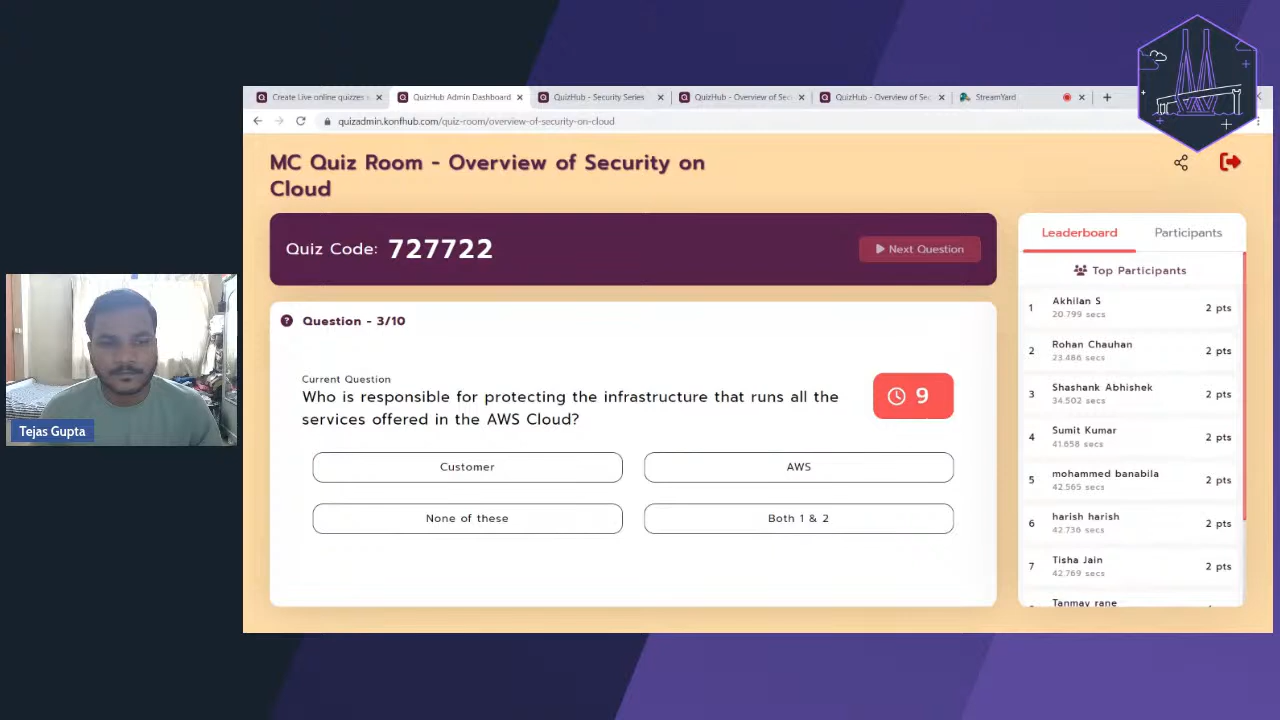 Create Live online quizzes
QuizHub Admin Dashboard
QuizHub - Security Series
QuizHub - Overview of Sec
QuizHub - Overview of Sec
StreamYard
quizadmin.konfhub.com/quiz-room/overview-of-security-on-cloud
MC Quiz Room - Overview of Security on
Cloud
Quiz Code: 727722
Next Question
Question - 3/10
Current Question
Who is responsible for protecting the infrastructure that runs all the
services offered in the AWS Cloud?
9
Customer
AWS
None of these
Both 1 & 2
Leaderboard
Participants
Top Participants
1 Akhilan S 2 pts
20.799 secs
2 Rohan Chauhan 2 pts
23.486 secs
3 Shashank Abhishek 2 pts
34.502 secs
4 Sumit Kumar 2 pts
41.658 secs
5 mohammed banabila 2 pts
42.565 secs
6 harish harish 2 pts
42.736 secs
7 Tisha Jain 2 pts
42.769 secs
Tanmay rane
Tejas Gupta